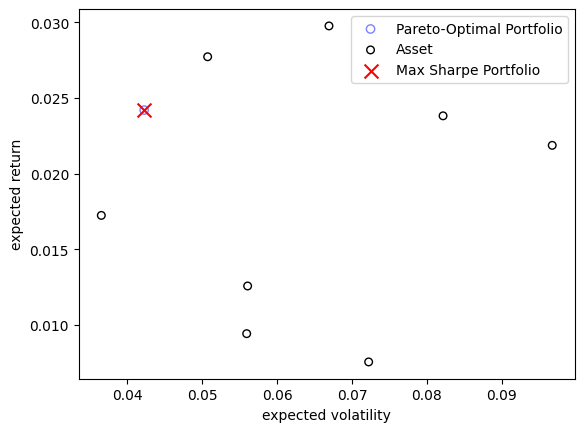 0.030
0.025
0.020
0.015
0.010
expected return
0.04 0.05 0.06 0.07 0.08 0.09
expected volatility
Pareto-Optimal Portfolio
Asset
Max Sharpe Portfolio